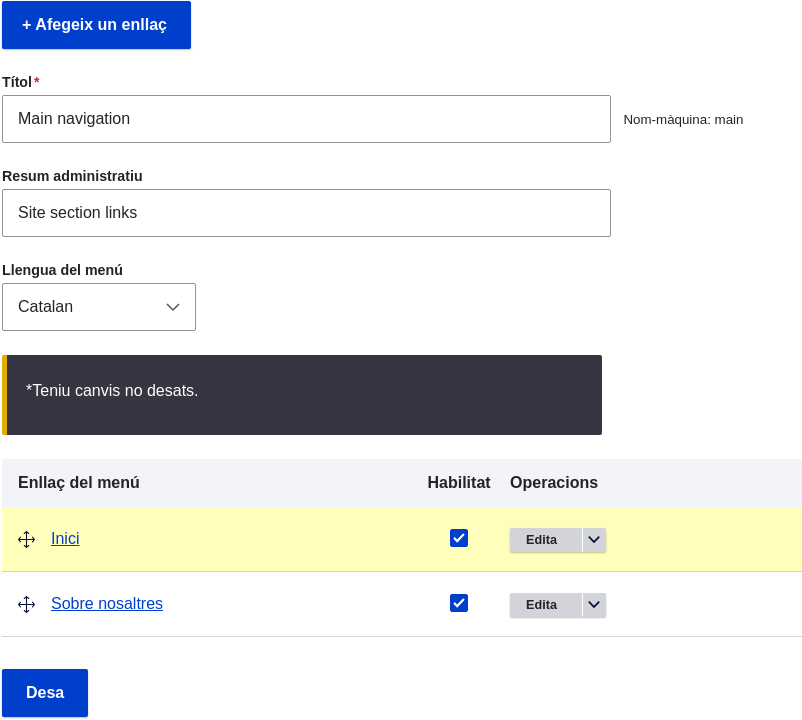 + Afegeix un enllaç
Títol*
Main navigation
Nom-màquina: main
Resum administratiu
Site section links
Llengua del menú
Catalan
*Teniu canvis no desats.
Enllaç del menú Habilitat Operacions
Inici Edita
Sobre nosaltres Edita
Desa